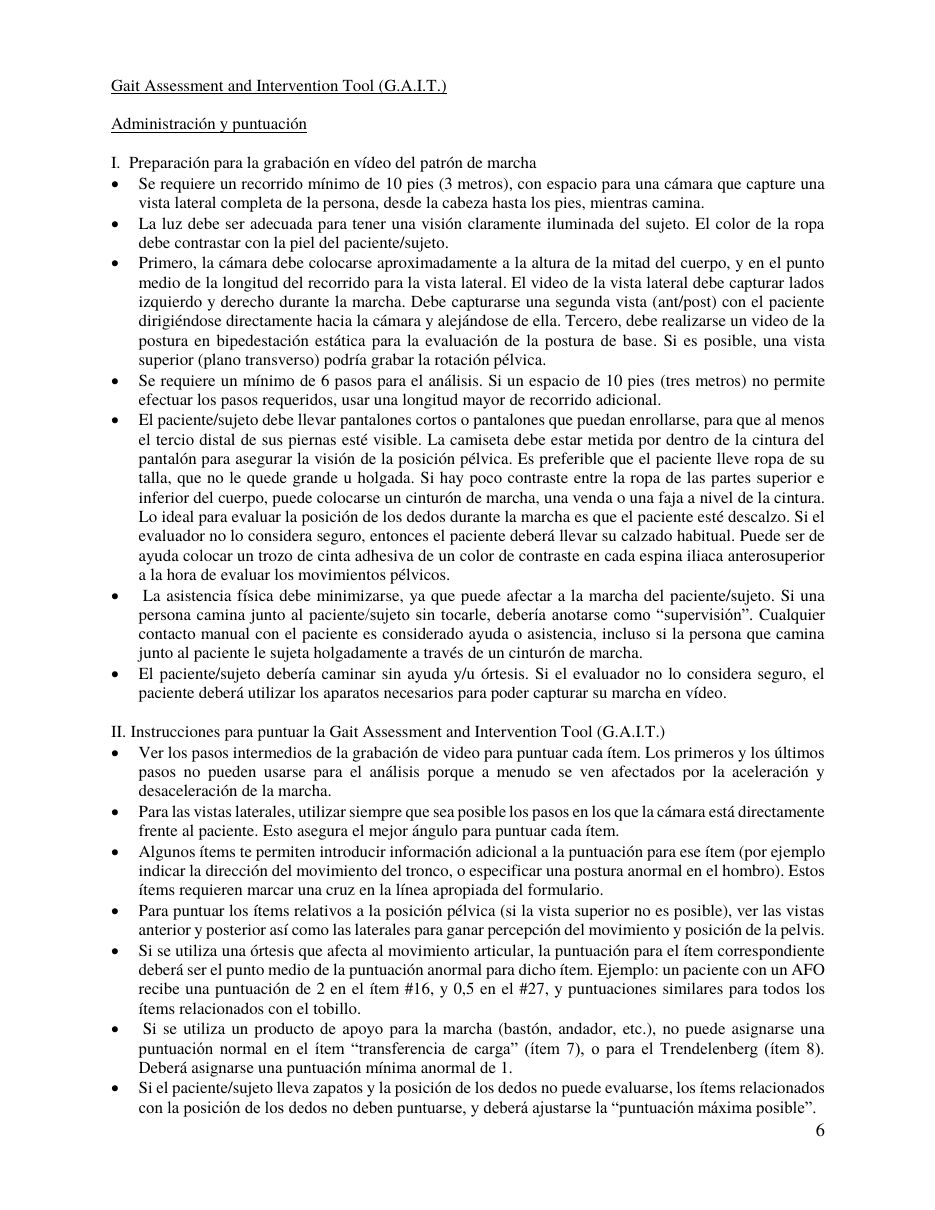 Gait Assessment and Intervention Tool (G.A.I.T.)
Administración y puntuación
I. Preparación para la grabación en vídeo del patrón de marcha
• Se requiere un recorrido mínimo de 10 pies (3 metros), con espacio para una cámara que capture una
vista lateral completa de la persona, desde la cabeza hasta los pies, mientras camina.
• La luz debe ser adecuada para tener una visión claramente iluminada del sujeto. El color de la ropa
debe contrastar con la piel del paciente/sujeto.
• Primero, la cámara debe colocarse aproximadamente a la altura de la mitad del cuerpo, y en el punto
medio de la longitud del recorrido para la vista lateral. El video de la vista lateral debe capturar lados
izquierdo y derecho durante la marcha. Debe capturarse una segunda vista (ant/post) con el paciente
dirigiéndose directamente hacia la cámara y alejándose de ella. Tercero, debe realizarse un video de la
postura en bipedestación estática para la evaluación de la postura de base. Si es posible, una vista
superior (plano transverso) podría grabar la rotación pélvica.
• Se requiere un mínimo de 6 pasos para el análisis. Si un espacio de 10 pies (tres metros) no permite
efectuar los pasos requeridos, usar una longitud mayor de recorrido adicional.
• El paciente/sujeto debe llevar pantalones cortos o pantalones que puedan enrollarse, para que al menos
el tercio distal de sus piernas esté visible. La camiseta debe estar metida por dentro de la cintura del
pantalón para asegurar la visión de la posición pélvica. Es preferible que el paciente lleve ropa de su
talla, que no le quede grande u holgada. Si hay poco contraste entre la ropa de las partes superior e
inferior del cuerpo, puede colocarse un cinturón de marcha, una venda o una faja a nivel de la cintura.
Lo ideal para evaluar la posición de los dedos durante la marcha es que el paciente esté descalzo. Si el
evaluador no lo considera seguro, entonces el paciente deberá llevar su calzado habitual. Puede ser de
ayuda colocar un trozo de cinta adhesiva de un color de contraste en cada espina iliaca anterosuperior
a la hora de evaluar los movimientos pélvicos.
• La asistencia física debe minimizarse, ya que puede afectar a la marcha del paciente/sujeto. Si una
persona camina junto al paciente/sujeto sin tocarle, debería anotarse como “supervisión”. Cualquier
contacto manual con el paciente es considerado ayuda o asistencia, incluso si la persona que camina
junto al paciente le sujeta holgadamente a través de un cinturón de marcha.
• El paciente/sujeto debería caminar sin ayuda y/u órtesis. Si el evaluador no lo considera seguro, el
paciente deberá utilizar los aparatos necesarios para poder capturar su marcha en vídeo.
II. Instrucciones para puntuar la Gait Assessment and Intervention Tool (G.A.I.T.)
• Ver los pasos intermedios de la grabación de video para puntuar cada ítem. Los primeros y los últimos
pasos no pueden usarse para el análisis porque a menudo se ven afectados por la aceleración y
desaceleración de la marcha.
• Para las vistas laterales, utilizar siempre que sea posible los pasos en los que la cámara está directamente
frente al paciente. Esto asegura el mejor ángulo para puntuar cada ítem.
• Algunos ítems te permiten introducir información adicional a la puntuación para ese ítem (por ejemplo
indicar la dirección del movimiento del tronco, o especificar una postura anormal en el hombro). Estos
ítems requieren marcar una cruz en la línea apropiada del formulario.
• Para puntuar los ítems relativos a la posición pélvica (si la vista superior no es posible), ver las vistas
anterior y posterior así como las laterales para ganar percepción del movimiento y posición de la pelvis.
• Si se utiliza una órtesis que afecta al movimiento articular, la puntuación para el ítem correspondiente
deberá ser el punto medio de la puntuación anormal para dicho ítem. Ejemplo: un paciente con un AFO
recibe una puntuación de 2 en el ítem #16, y 0,5 en el #27, y puntuaciones similares para todos los
ítems relacionados con el tobillo.
• Si se utiliza un producto de apoyo para la marcha (bastón, andador, etc.), no puede asignarse una
puntuación normal en el ítem “transferencia de carga” (ítem 7), o para el Trendelenberg (ítem 8).
Deberá asignarse una puntuación mínima anormal de 1.
• Si el paciente/sujeto lleva zapatos y la posición de los dedos no puede evaluarse, los ítems relacionados
con la posición de los dedos no deben puntuarse, y deberá ajustarse la “puntuación máxima posible”.
6